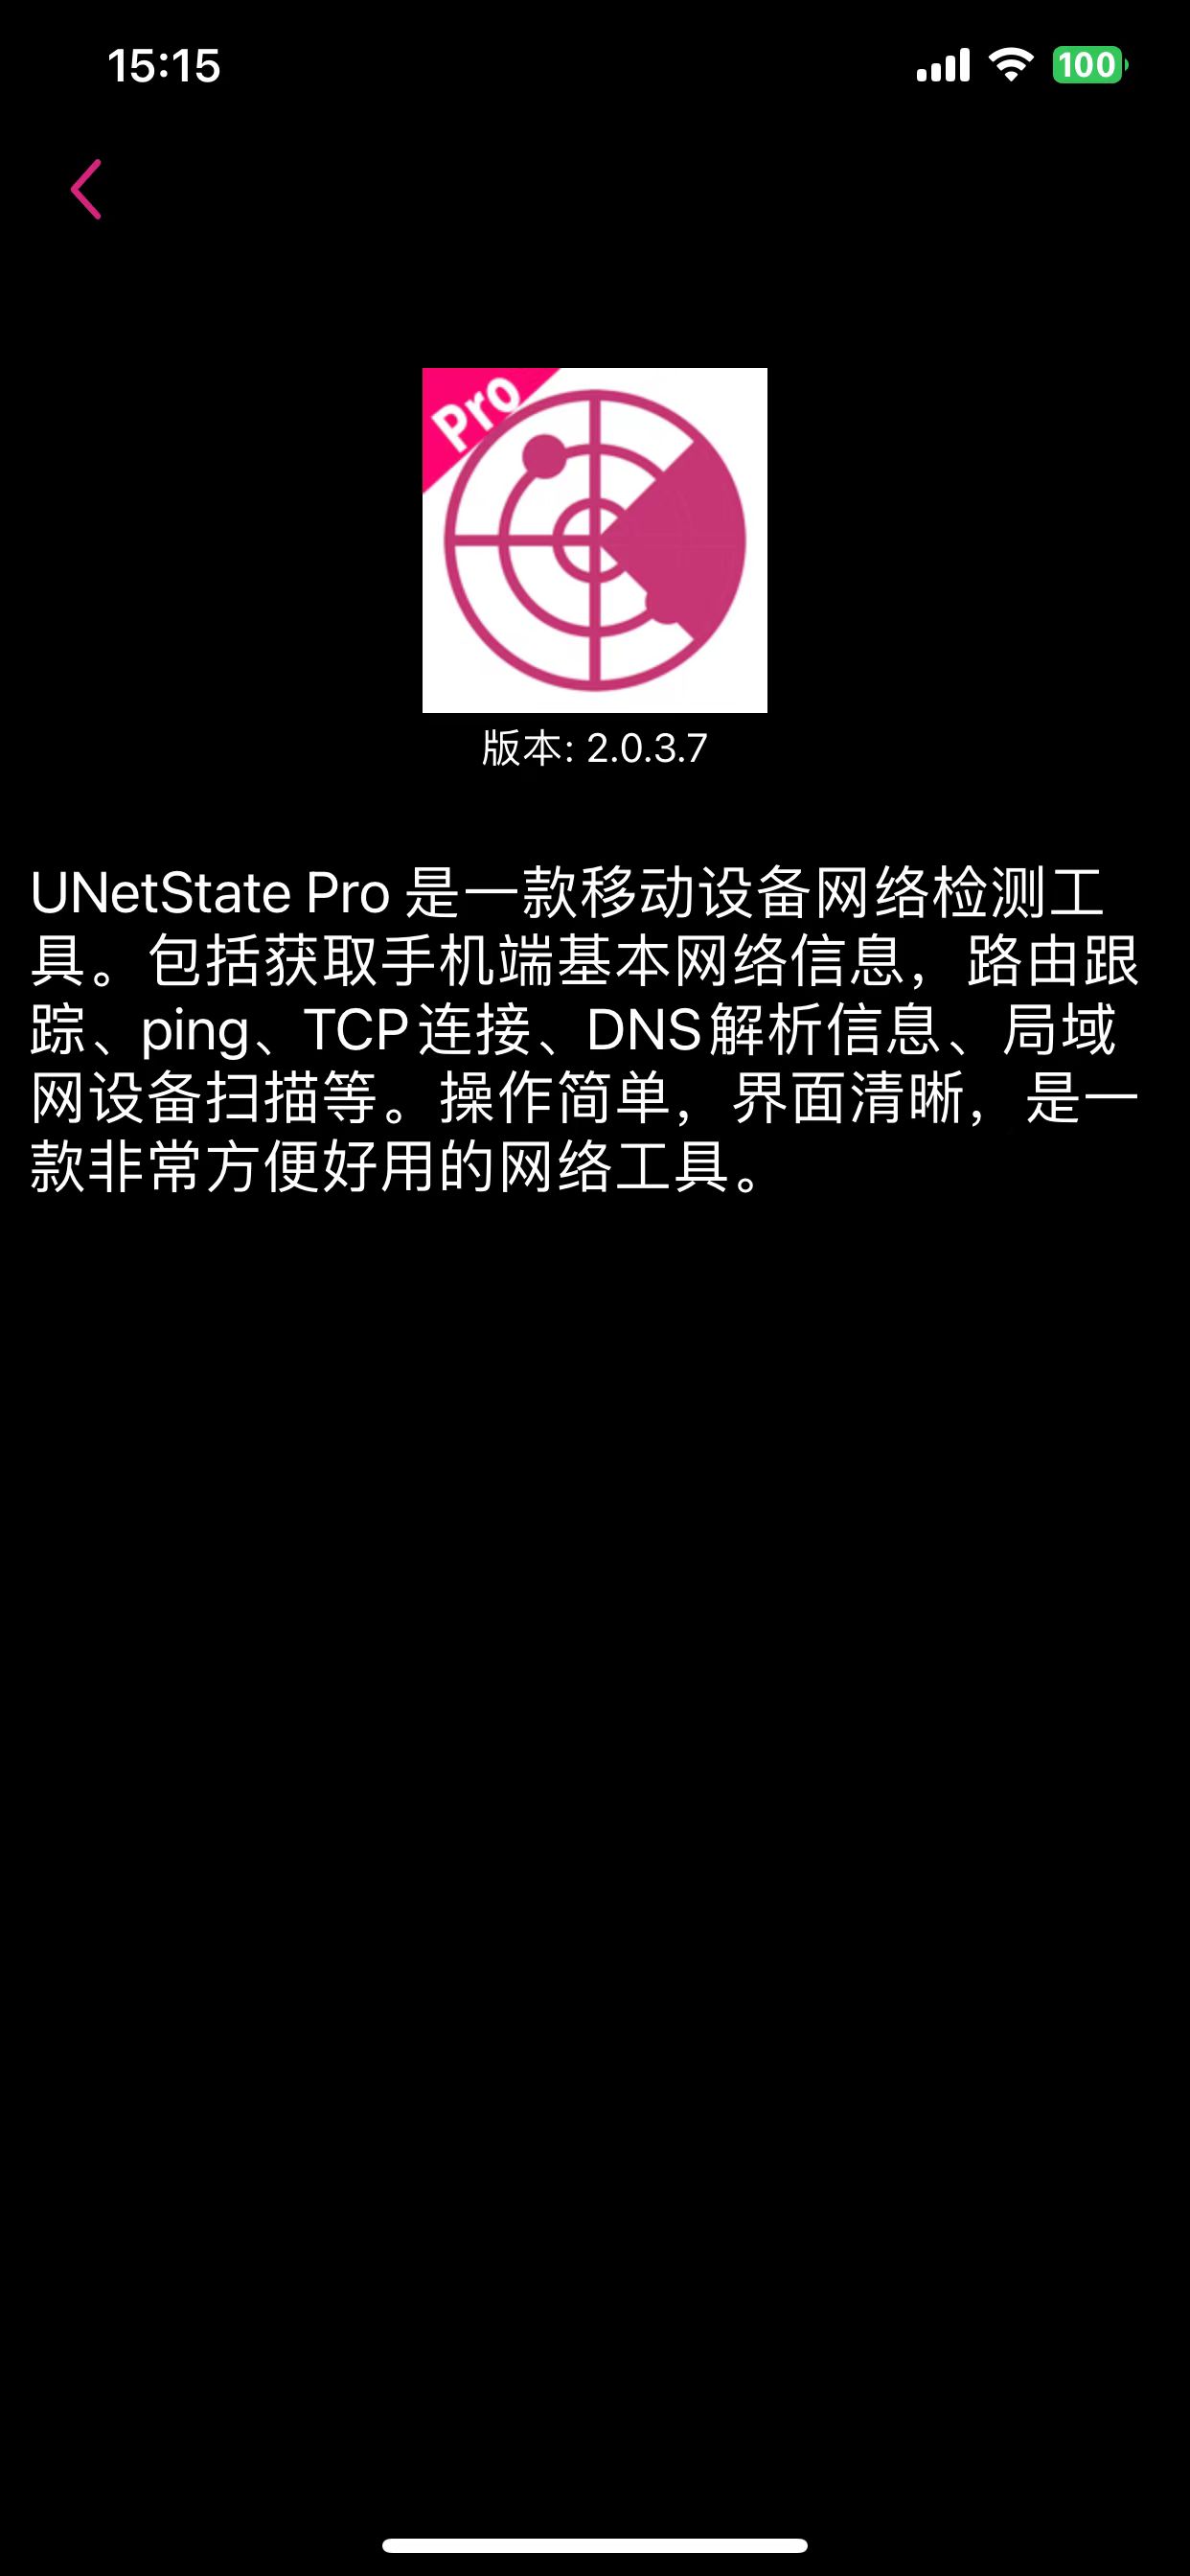 15:15
100
Pro
版本: 2.0.3.7
UNetState Pro 是一款移动设备网络检测工
具。包括获取手机端基本网络信息，路由跟
踪、ping、TCP连接、DNS解析信息、局域
网设备扫描等。操作简单，界面清晰，是一
款非常方便好用的网络工具。